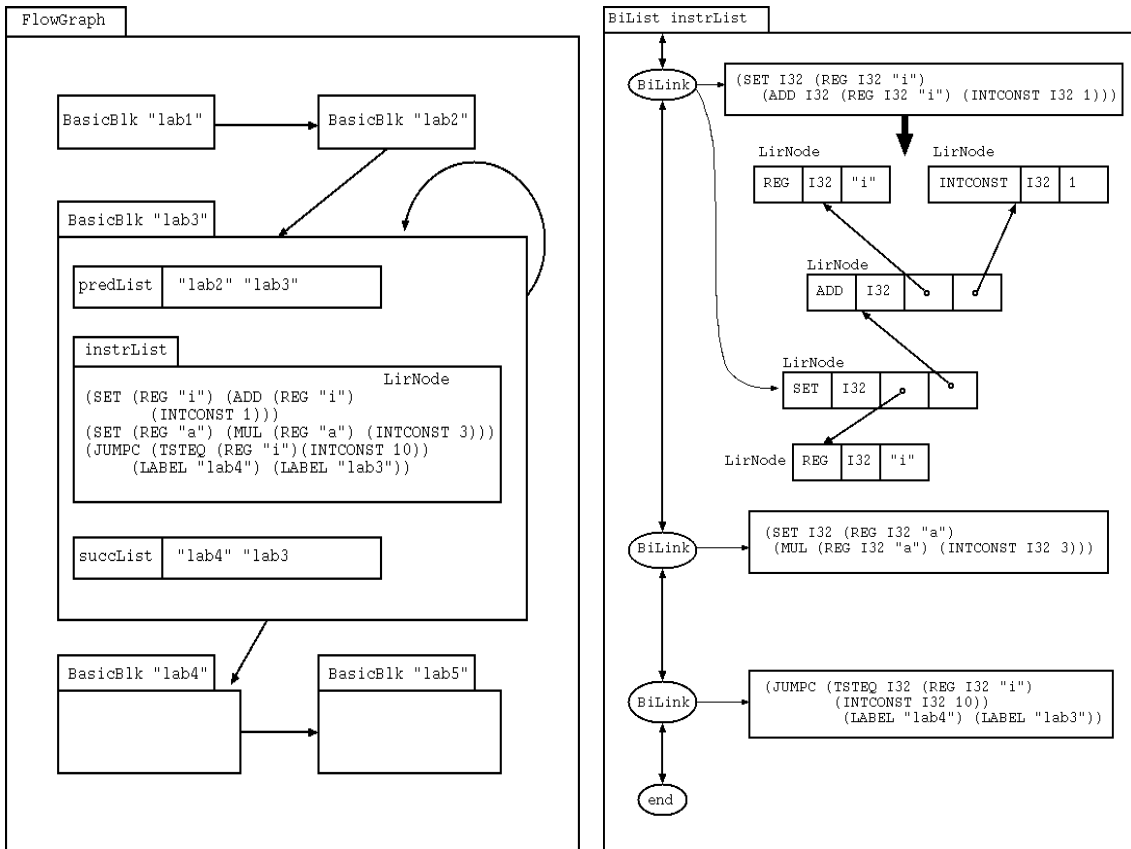 FlowGraph
BasicBlk "lab1"
BasicBlk "lab2"
BasicBlk "lab3"
predList "lab2" "lab3"
instrList
LirNode
(SET (REG "i") (ADD (REG "i")
(INTCONST 1)))
(SET (REG "a") (MUL (REG "a") (INTCONST 3)))
(JUMPC (TSTEQ (REG "i")(INTCONST 10))
(LABEL "lab4") (LABEL "lab3"))
succList "lab4" "lab3
BasicBlk "lab4"
BasicBlk "lab5"
BiList instrList
BiLink
(SET I32 (REG I32 "i")
(ADD I32 (REG I32 "i") (INTCONST I32 1)))
LirNode
LirNode
REG I32 "i"
INTCONST I32 1
LirNode
ADD I32
LirNode
SET I32
LirNode REG I32 "i"
BiLink
(SET I32 (REG I32 "a")
(MUL (REG I32 "a") (INTCONST I32 3)))
BiLink
(JUMPC (TSTEQ I32 (REG I32 "i")
(INTCONST I32 10))
(LABEL "lab4") (LABEL "lab3"))
end